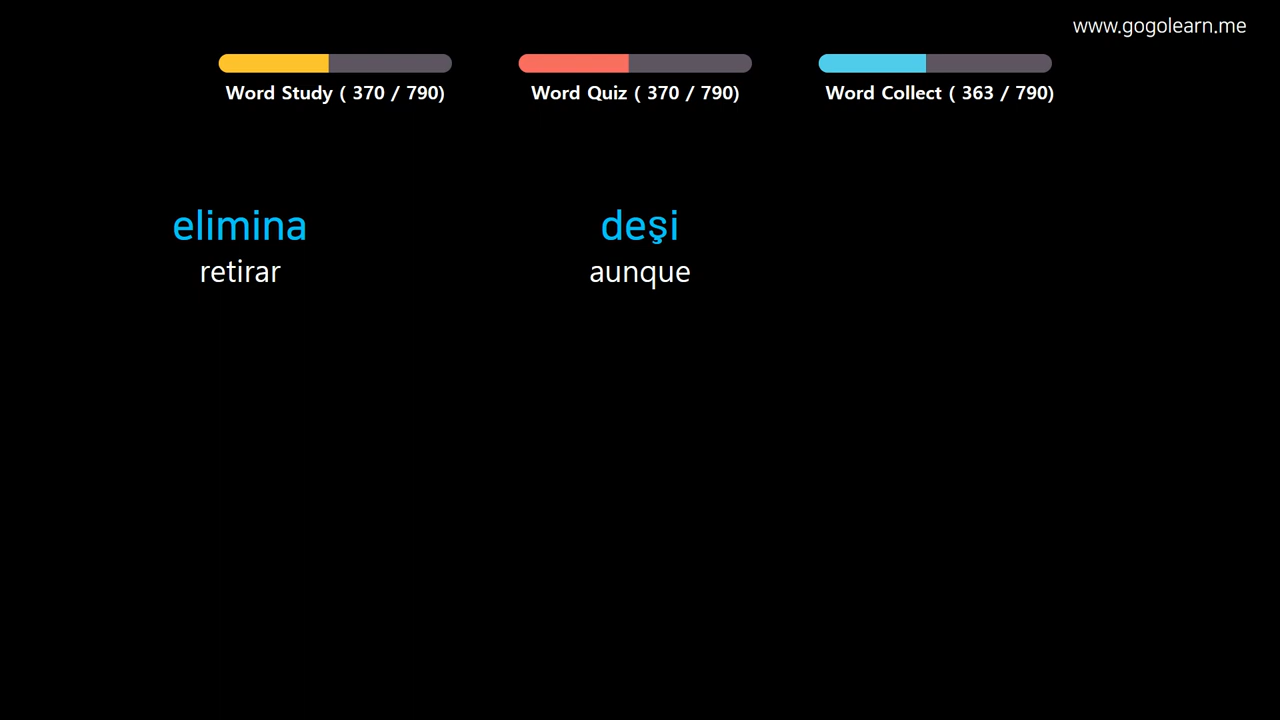 www.gogolearn.me
Word Study ( 370 / 790)
Word Quiz ( 370 / 790)
Word Collect ( 363 / 790)
elimina
retirar
deşi
aunque